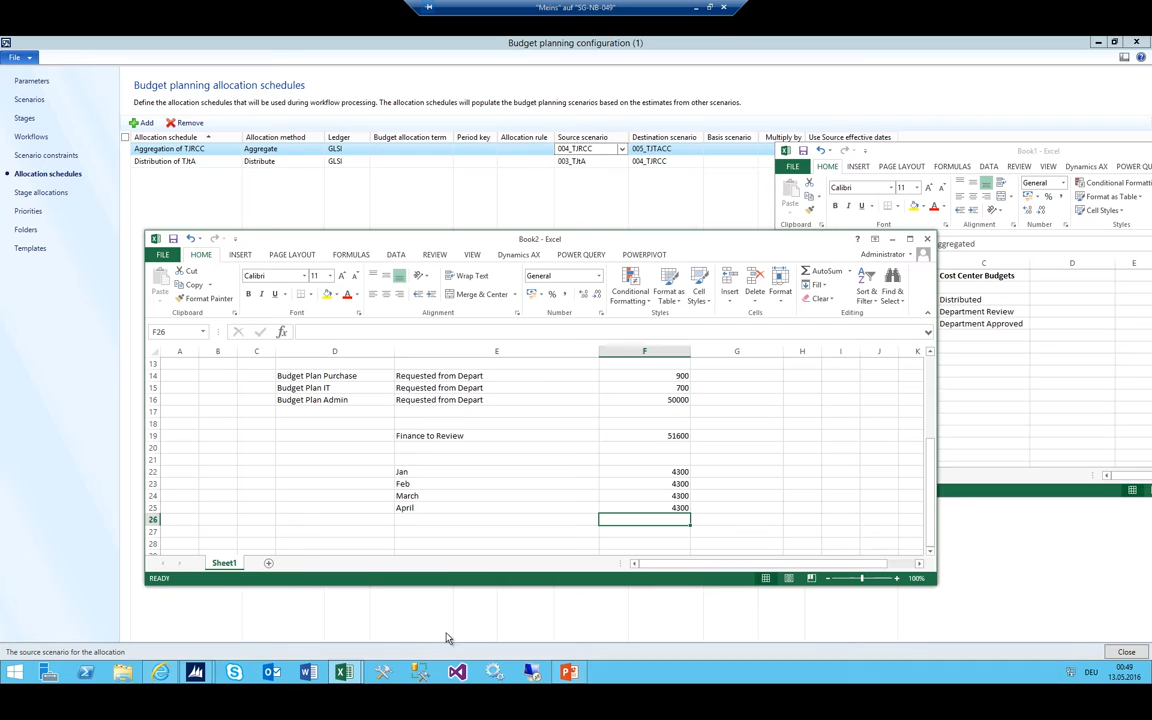 "Meins" auf "SG-NB-049"
Budget planning configuration (1)
File
Parameters
Scenarios
Stages
Workflows
Scenario constraints
Allocation schedules
Stage allocations
Priorities
Folders
Templates
Budget planning allocation schedules
Define the allocation schedules that will be used during workflow processing. The allocation schedules will populate the budget planning scenarios based on the estimates from other scenarios.
Add Remove
Allocation schedule Allocation method Ledger Budget allocation term Period key Allocation rule Source scenario Destination scenario Basis scenario Multiply by Use Source effective dates
Aggregation of TJRCC Aggregate GLSI 004_TJRCC 005_TJTACC
Distribution of TJtA Distribute GLSI 003_TJtA 004_TJRCC
Book1 - Excel
FILE HOME INSERT PAGE LAYOUT FORMULAS DATA REVIEW VIEW Dynamics AX POWER QU
Paste
Calibri 11
General
Conditional Formatti
Format as Table
Cell Styles
Clipboard Font Alignment Number Styles
ggregated
C D E
Cost Center Budgets
Distributed
Department Review
Department Approved
Book2 - Excel
FILE HOME INSERT PAGE LAYOUT FORMULAS DATA REVIEW VIEW Dynamics AX POWER QUERY POWERPIVOT Administrator
Paste
Cut
Copy
Format Painter
Calibri 11
B I U
Wrap Text
Merge & Center
General
Conditional Formatting
Format as Table
Cell Styles
Insert Delete Format
AutoSum
Fill
Clear
Sort & Filter
Find & Select
Clipboard Font Alignment Number Styles Cells Editing
F26
A B C D E F G H I J K
13
14 Budget Plan Purchase Requested from Depart 900
15 Budget Plan IT Requested from Depart 700
16 Budget Plan Admin Requested from Depart 50000
17
18
19 Finance to Review 51600
20
21
22 Jan 4300
23 Feb 4300
24 March 4300
25 April 4300
26
27
28
Sheet1
READY 100%
The source scenario for the allocation
Close
DEU
00:49
13.05.2016